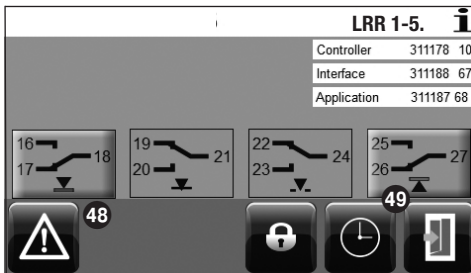 LRR 1-5. i
Controller 311178 10
Interface 311188 67
Application 311187 68
16 17 18
19 20 21
22 23 24
25 26 27
48 49